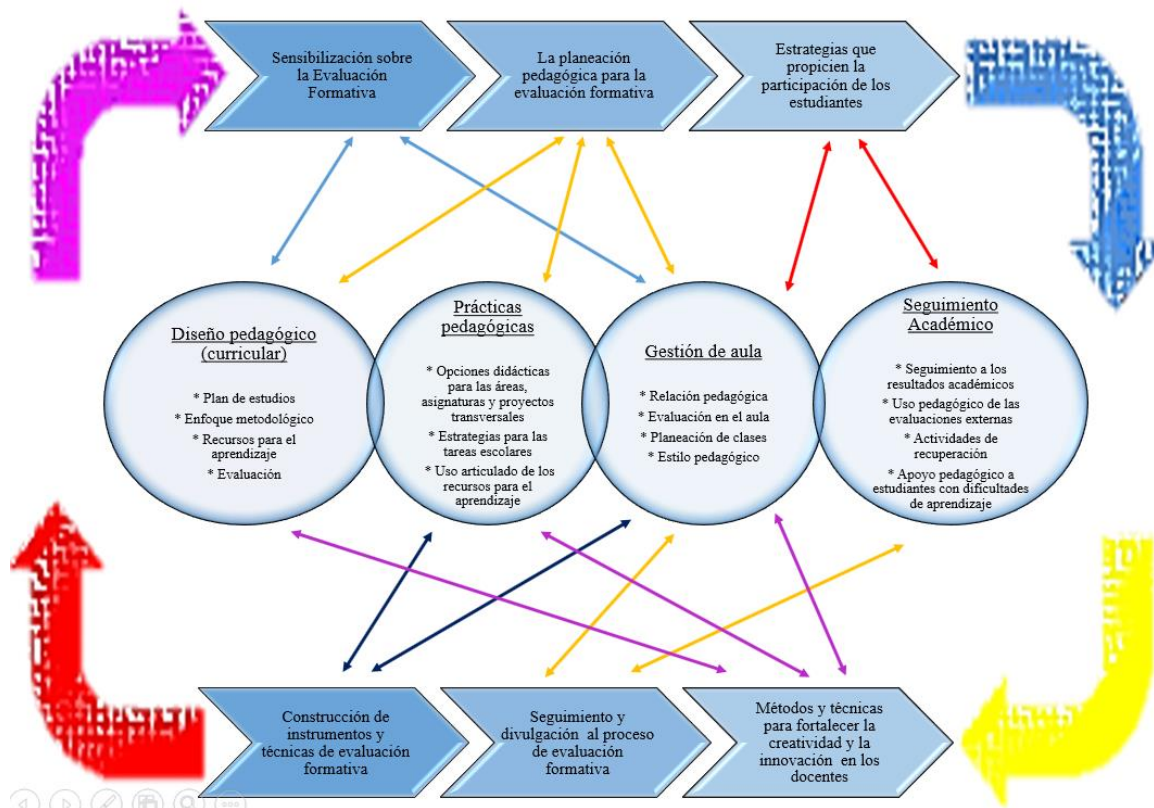 Sensibilización sobre
la Evaluación
Formativa
La planeación
pedagógica para la
evaluación formativa
Estrategias que
propicien la
participación de los
estudiantes
Diseño pedagógico
(curricular)
* Plan de estudios
* Enfoque metodológico
* Recursos para el
aprendizaje
* Evaluación
Prácticas
pedagógicas
* Opciones didácticas
para las áreas,
asignaturas y proyectos
transversales
* Estrategias para las
tareas escolares
* Uso articulado de los
recursos para el
aprendizaje
Gestión de aula
* Relación pedagógica
* Evaluación en el aula
* Planeación de clases
* Estilo pedagógico
Seguimiento
Académico
* Seguimiento a los
resultados académicos
* Uso pedagógico de las
evaluaciones externas
* Actividades de
recuperación
* Apoyo pedagógico a
estudiantes con dificultades
de aprendizaje
Construcción de
instrumentos y
técnicas de evaluación
formativa
Seguimiento y
divulgación al proceso
de evaluación
formativa
Métodos y técnicas
para fortalecer la
creatividad y la
innovación en los
docentes